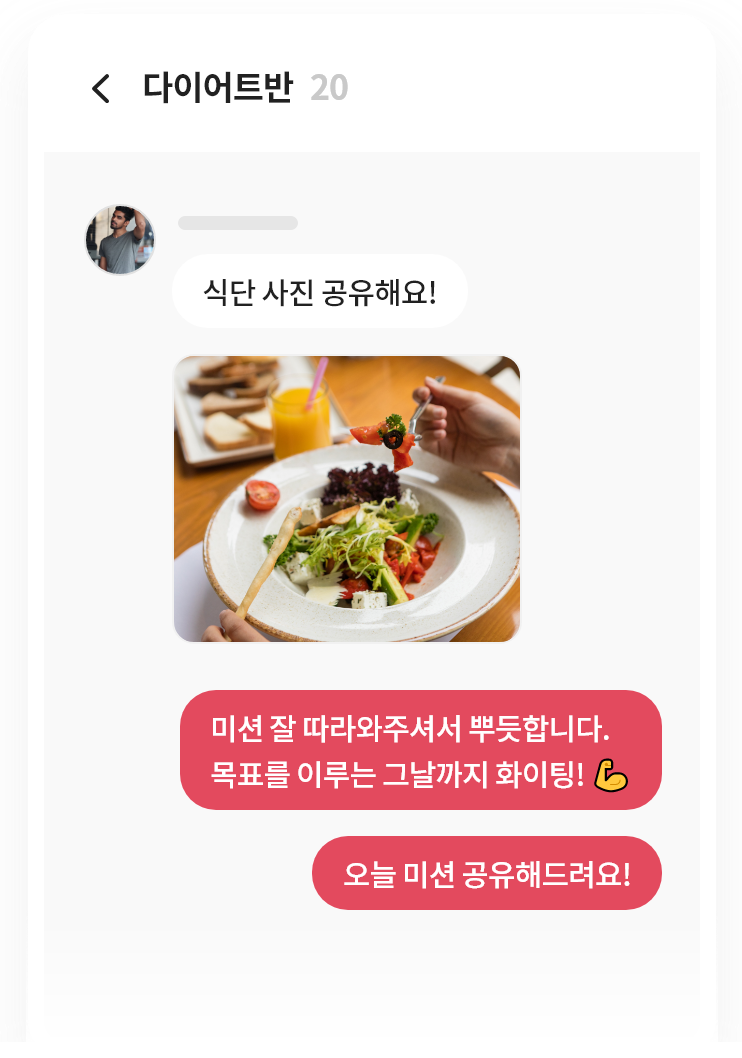 다이어트반 20
식단 사진 공유해요!
미션 잘 따라와주셔서 뿌듯합니다.
목표를 이루는 그날까지 화이팅! 💪
오늘 미션 공유해드려요!